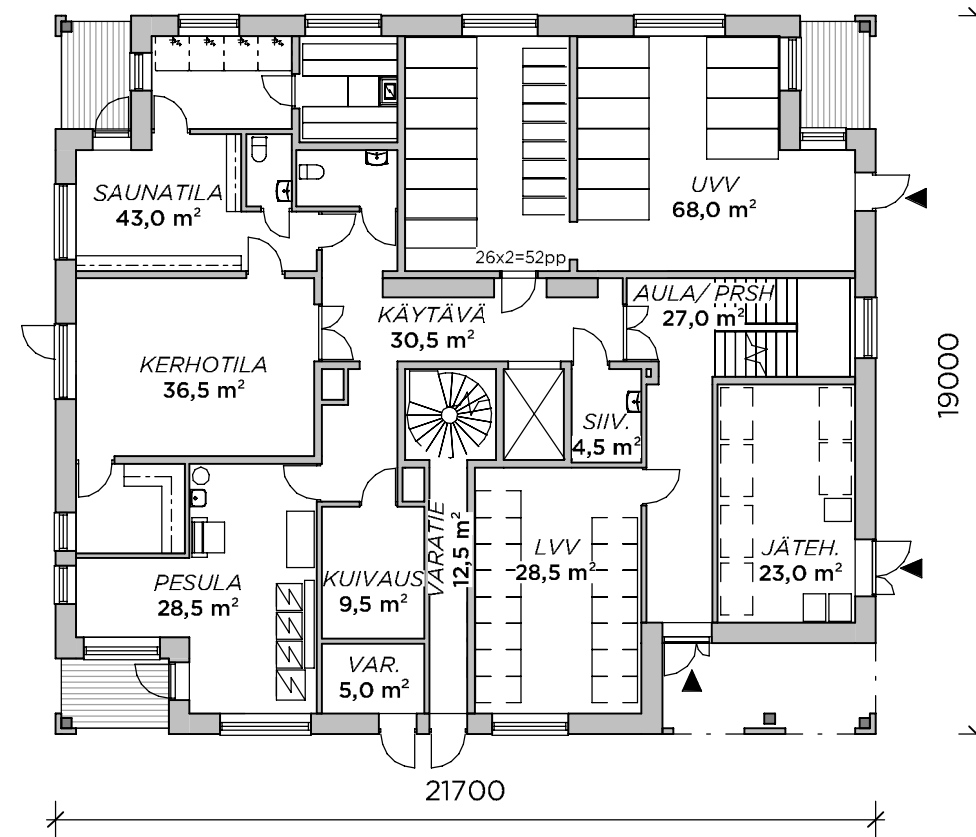 SAUNATILA
43,0 m²
UVV
68,0 m²
26x2=52pp
AULA/ PRSH
27,0 m²
KÄYTÄVÄ
30,5 m²
KERHOTILA
36,5 m²
19000
SIIV.
4,5 m²
VARATIE
12,5 m²
LVV
28,5 m²
JÄTEH.
23,0 m²
PESULA
28,5 m²
KUIVAUS
9,5 m²
VAR.
5,0 m²
21700